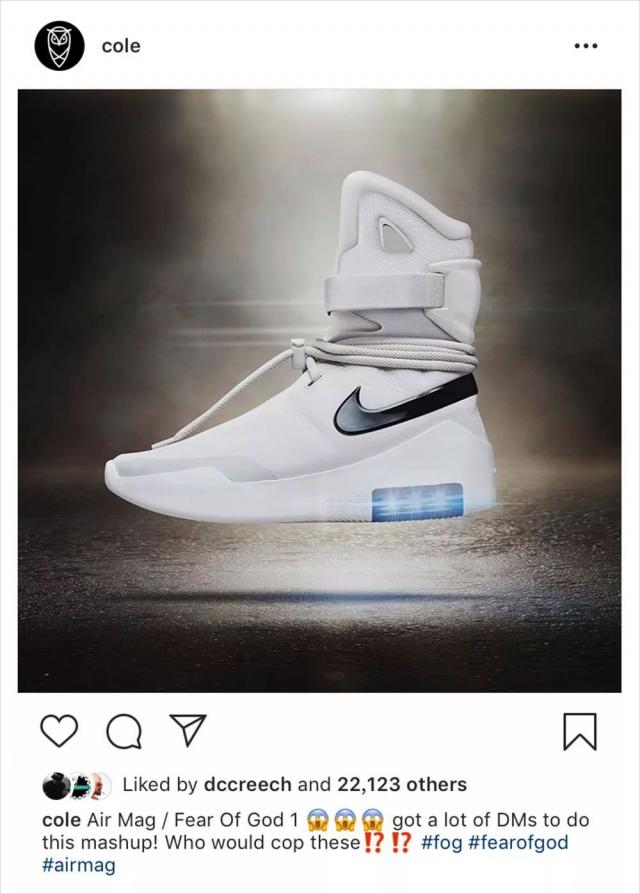 cole
Liked by dccreech and 22,123 others
cole Air Mag / Fear Of God 1 😱😱😱 got a lot of DMs to do
this mashup! Who would cop these⁉️⁉️ #fog #fearofgod
#airmag